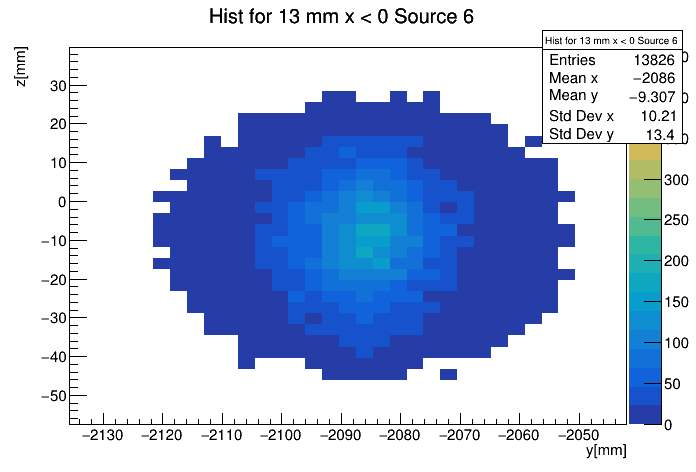 Hist for 13 mm x < 0 Source 6
z[mm]
Hist for 13 mm x < 0 Source 6
Entries 13826
Mean x −2086
Mean y −9.307
Std Dev x 10.21
Std Dev y 13.4
30
20
10
0
−10
−20
−30
−40
−50
0
0
300
250
200
150
100
50
0
−2130 −2120 −2110 −2100 −2090 −2080 −2070 −2060 −2050
y[mm]